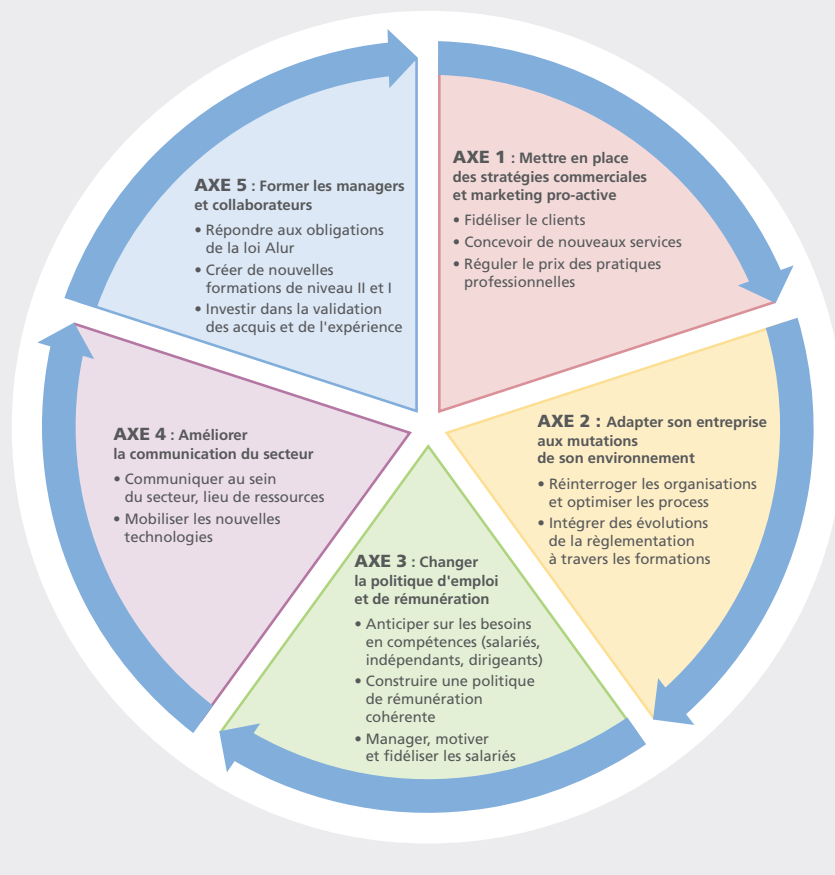 AXE 1 : Mettre en place
des stratégies commerciales
et marketing pro-active
• Fidéliser le clients
• Concevoir de nouveaux services
• Réguler le prix des pratiques
professionnelles
AXE 2 : Adapter son entreprise
aux mutations
de son environnement
• Réinterroger les organisations
et optimiser les process
• Intégrer des évolutions
de la règlementation
à travers les formations
AXE 3 : Changer
la politique d'emploi
et de rémunération
• Anticiper sur les besoins
en compétences (salariés,
indépendants, dirigeants)
• Construire une politique
de rémunération
cohérente
• Manager, motiver
et fidéliser les salariés
AXE 4 : Améliorer
la communication du secteur
• Communiquer au sein
du secteur, lieu de ressources
• Mobiliser les nouvelles
technologies
AXE 5 : Former les managers
et collaborateurs
• Répondre aux obligations
de la loi Alur
• Créer de nouvelles
formations de niveau II et I
• Investir dans la validation
des acquis et de l'expérience